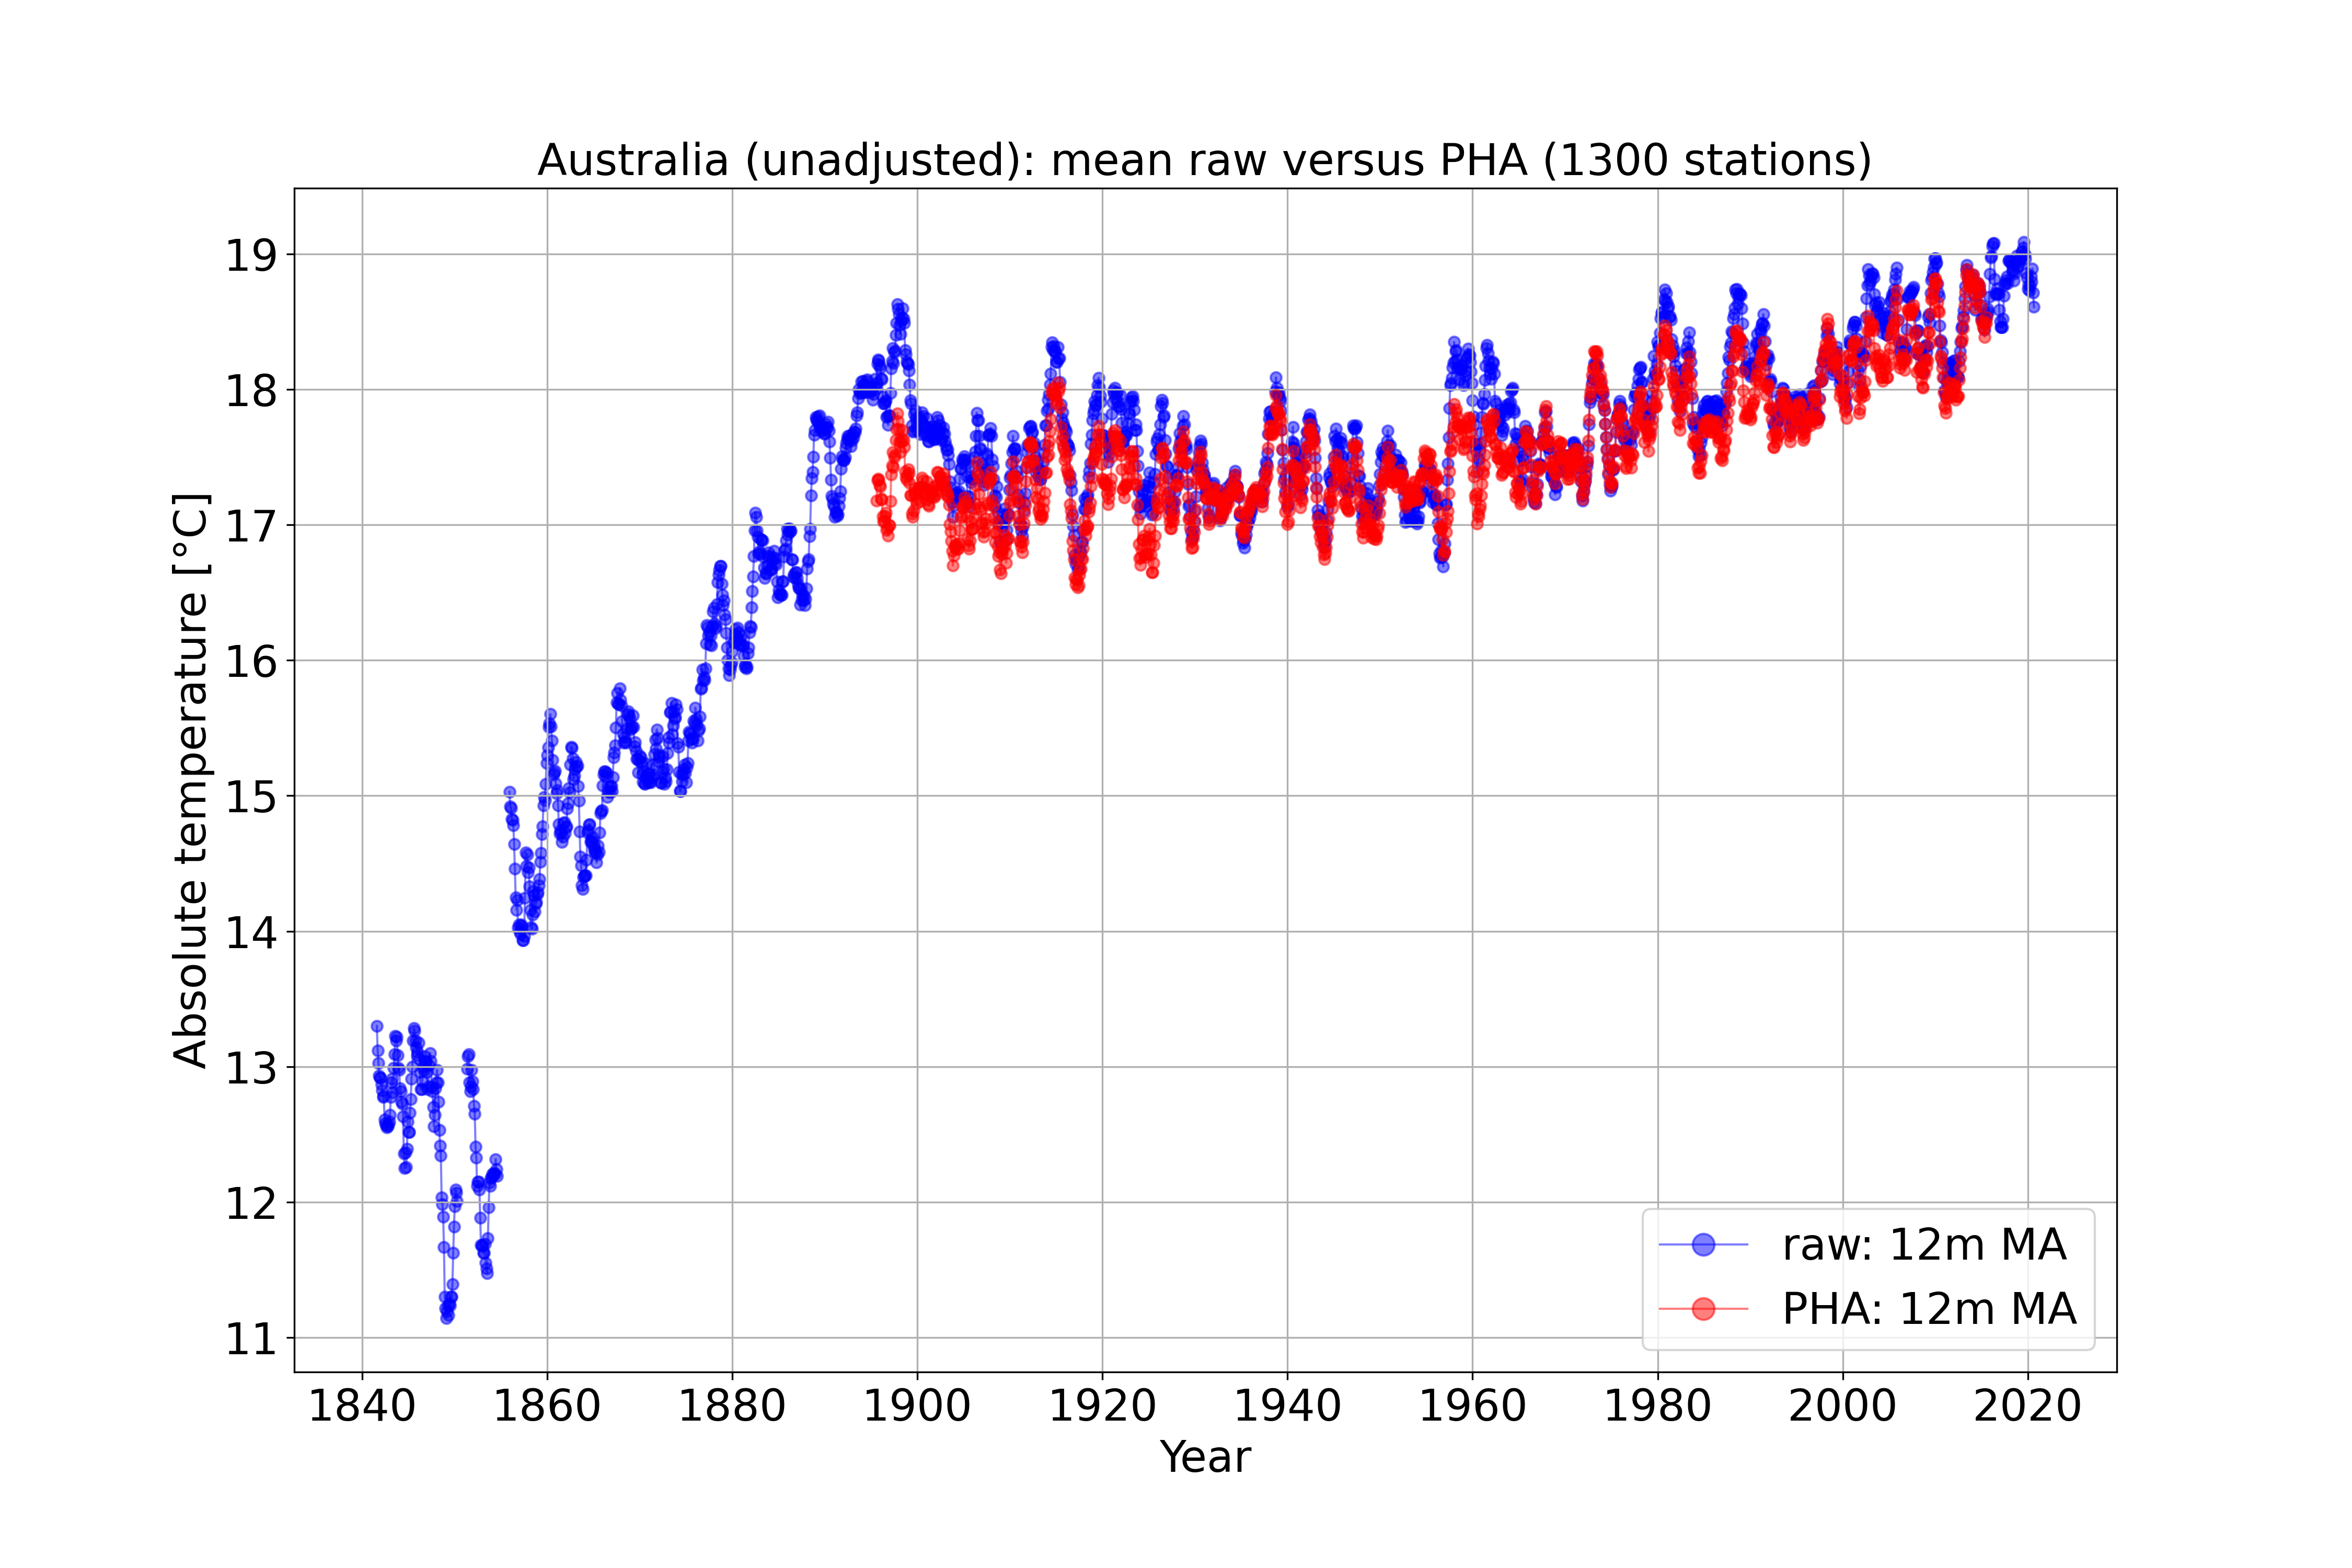 Australia (unadjusted): mean raw versus PHA (1300 stations)
Absolute temperature [°C]
19
18
17
16
15
14
13
12
11
raw: 12m MA
PHA: 12m MA
1840 1860 1880 1900 1920 1940 1960 1980 2000 2020
Year